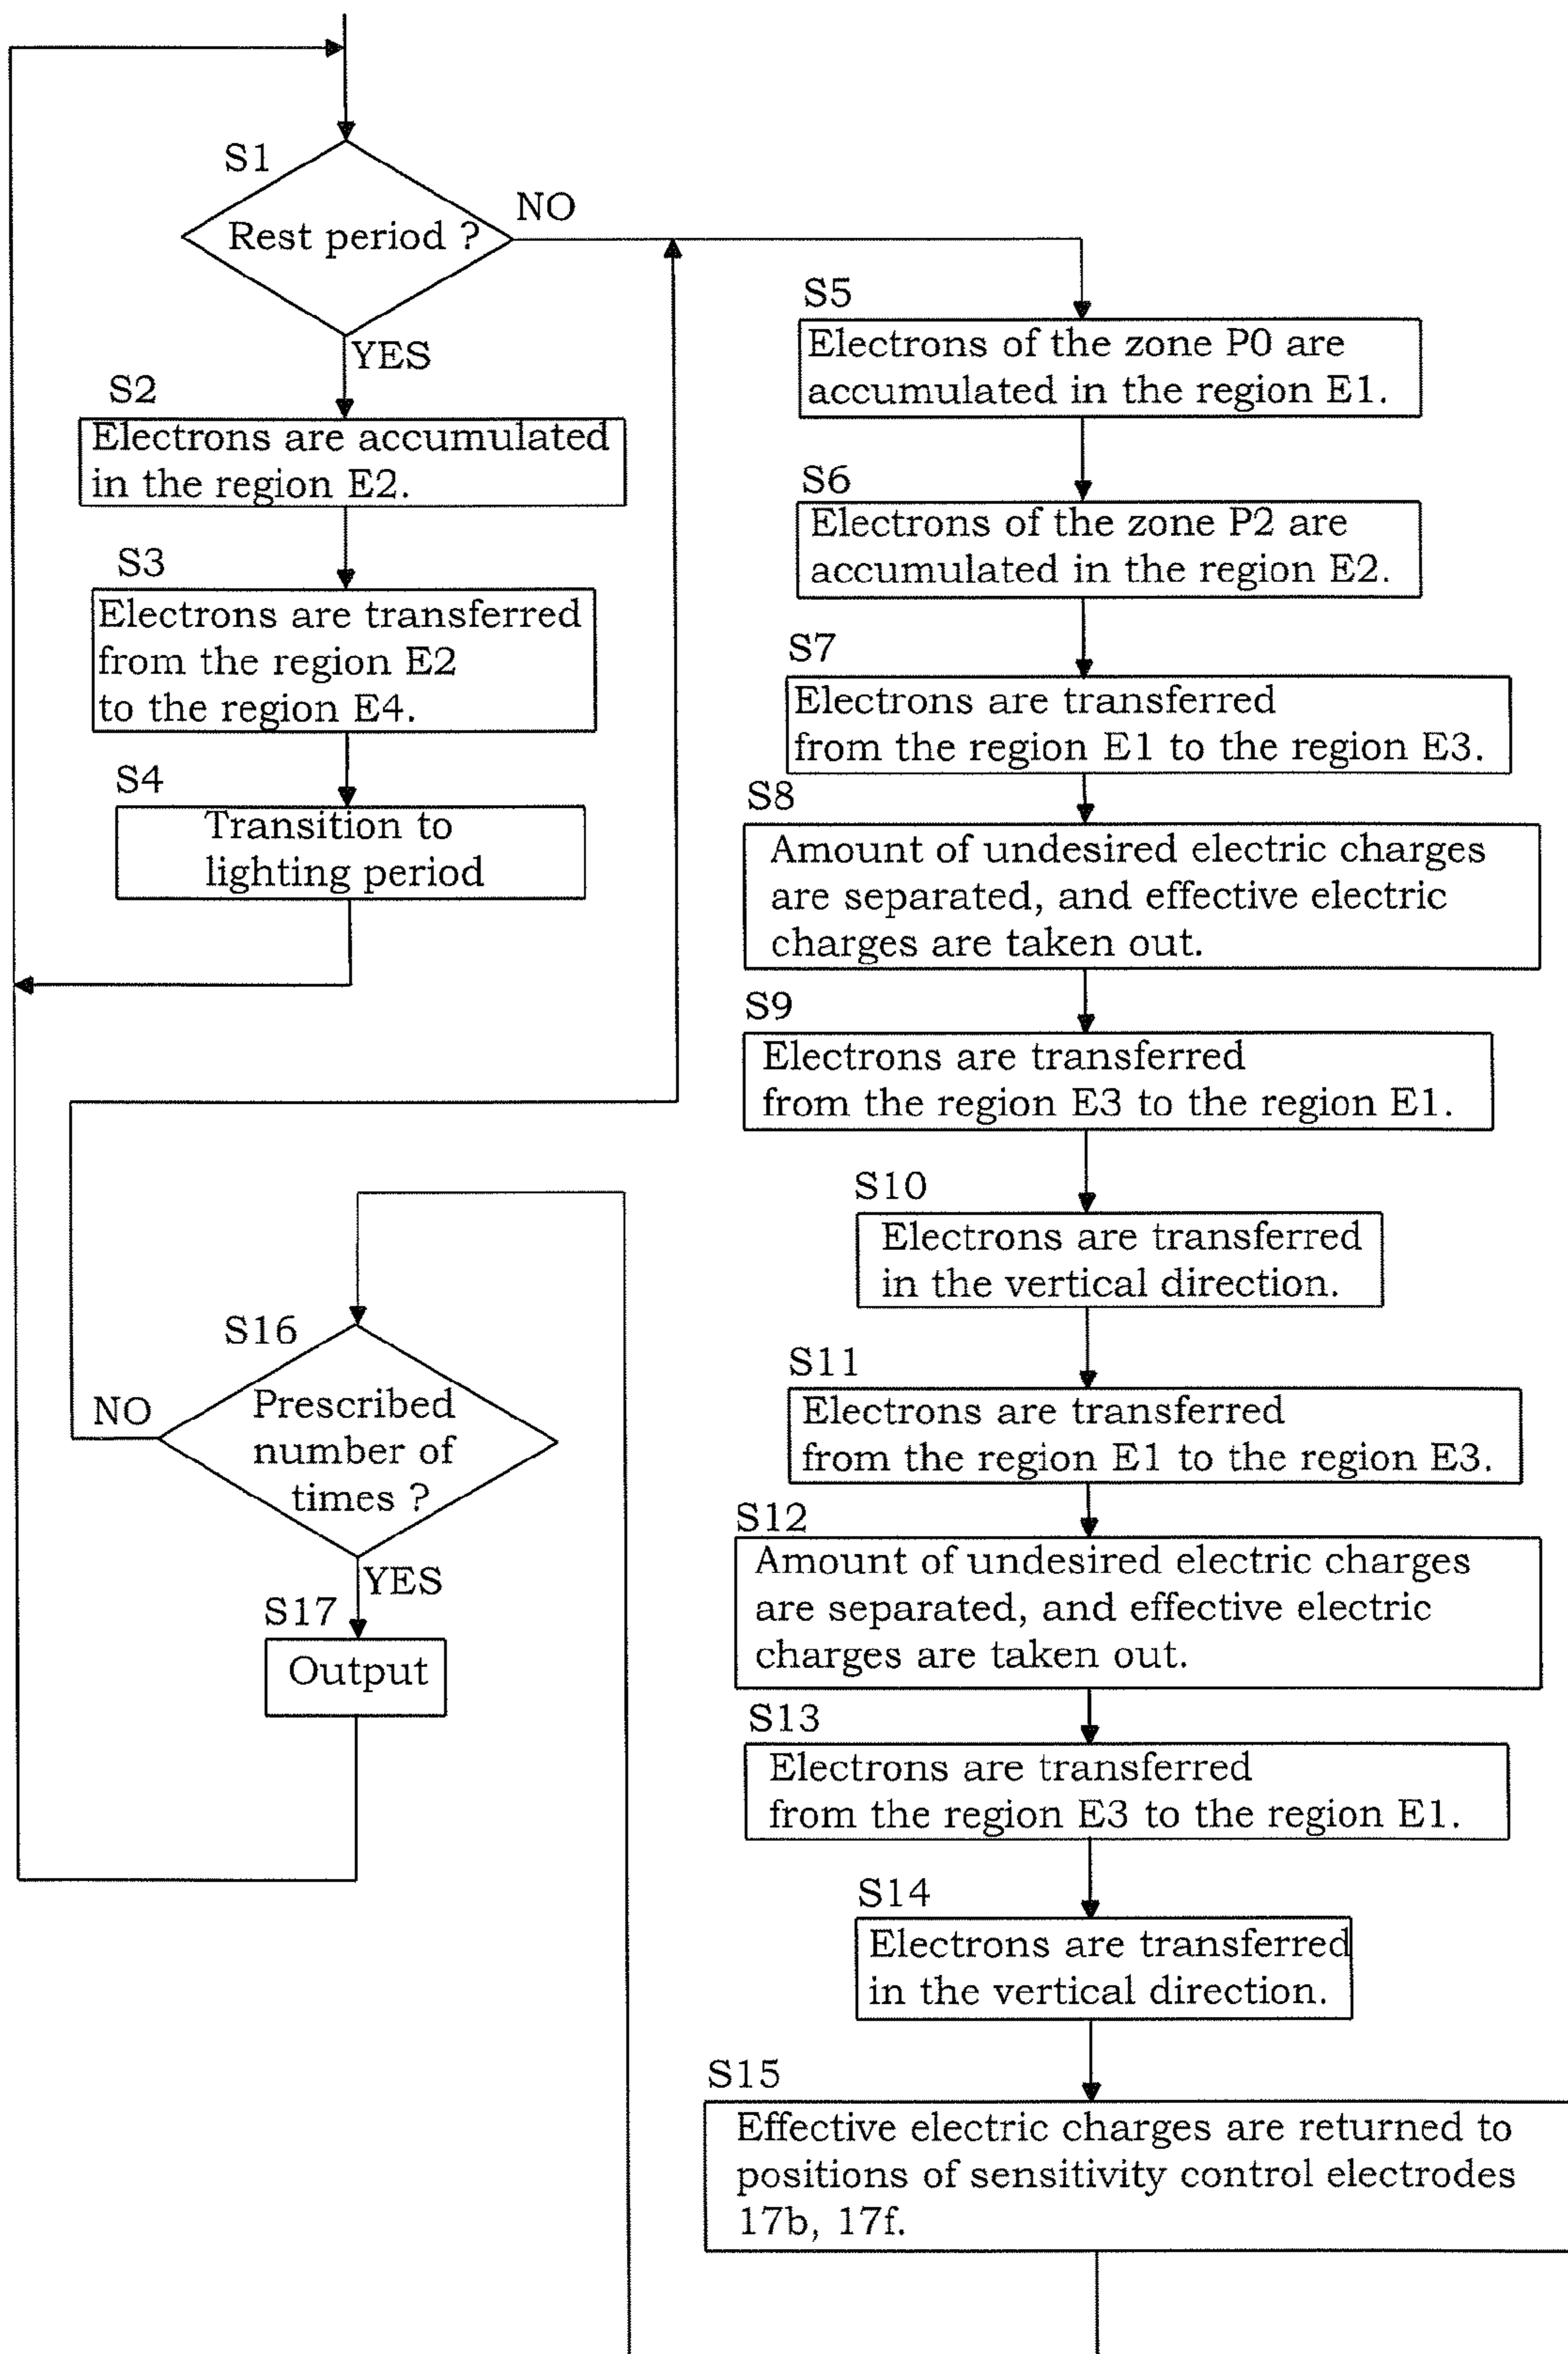 S1
Rest period ?
NO
YES
S2
Electrons are accumulated
in the region E2.
S3
Electrons are transferred
from the region E2
to the region E4.
S4
Transition to
lighting period
S5
Electrons of the zone P0 are
accumulated in the region E1.
S6
Electrons of the zone P2 are
accumulated in the region E2.
S7
Electrons are transferred
from the region E1 to the region E3.
S8
Amount of undesired electric charges
are separated, and effective electric
charges are taken out.
S9
Electrons are transferred
from the region E3 to the region E1.
S10
Electrons are transferred
in the vertical direction.
S11
Electrons are transferred
from the region E1 to the region E3.
S12
Amount of undesired electric charges
are separated, and effective electric
charges are taken out.
S13
Electrons are transferred
from the region E3 to the region E1.
S14
Electrons are transferred
in the vertical direction.
S15
Effective electric charges are returned to
positions of sensitivity control electrodes
17b, 17f.
S16
Prescribed
number of
times ?
NO
YES
S17
Output